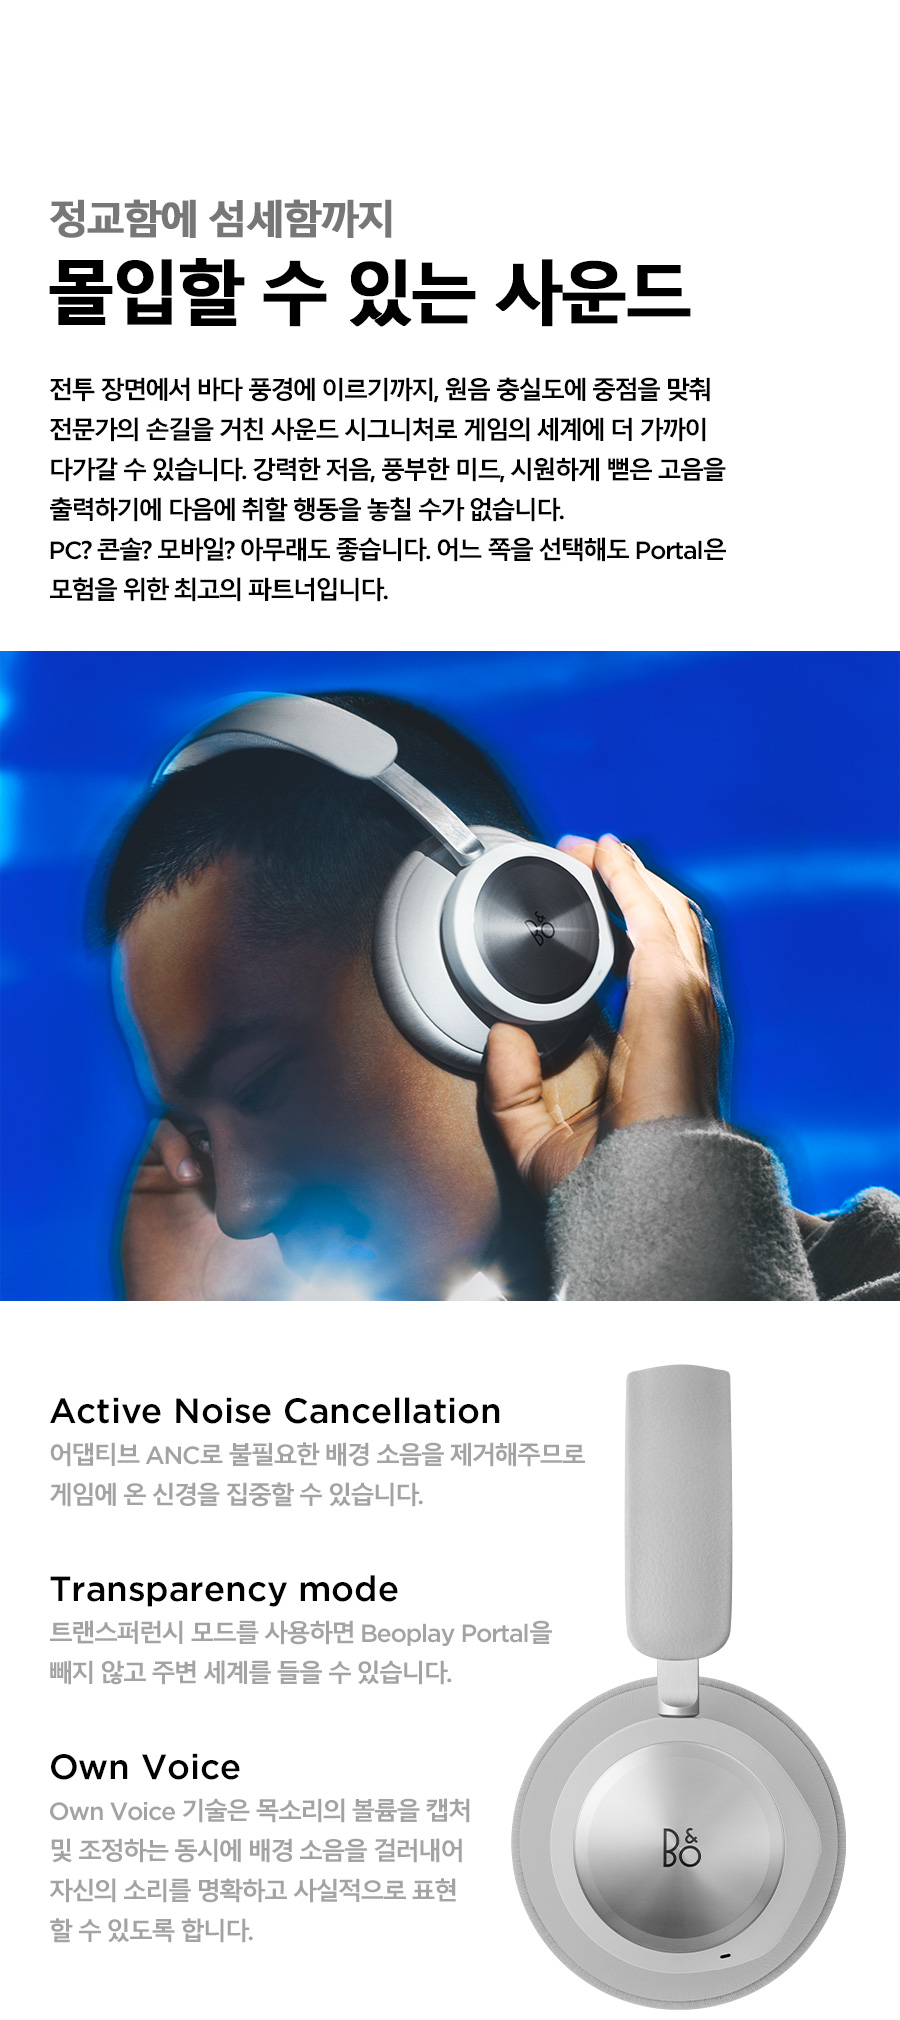 정교함에 섬세함까지
몰입할 수 있는 사운드
전투 장면에서 바다 풍경에 이르기까지, 원음 충실도에 중점을 맞춰
전문가의 손길을 거친 사운드 시그니처로 게임의 세계에 더 가까이
다가갈 수 있습니다. 강력한 저음, 풍부한 미드, 시원하게 뻗은 고음을
출력하기에 다음에 취할 행동을 놓칠 수가 없습니다.
PC? 콘솔? 모바일? 아무래도 좋습니다. 어느 쪽을 선택해도 Portal은
모험을 위한 최고의 파트너입니다.
B&O
Active Noise Cancellation
어댑티브 ANC로 불필요한 배경 소음을 제거해주므로
게임에 온 신경을 집중할 수 있습니다.
Transparency mode
트랜스퍼런시 모드를 사용하면 Beoplay Portal을
빼지 않고 주변 세계를 들을 수 있습니다.
Own Voice
Own Voice 기술은 목소리의 볼륨을 캡처
및 조정하는 동시에 배경 소음을 걸러내어
자신의 소리를 명확하고 사실적으로 표현
할 수 있도록 합니다.
B&O